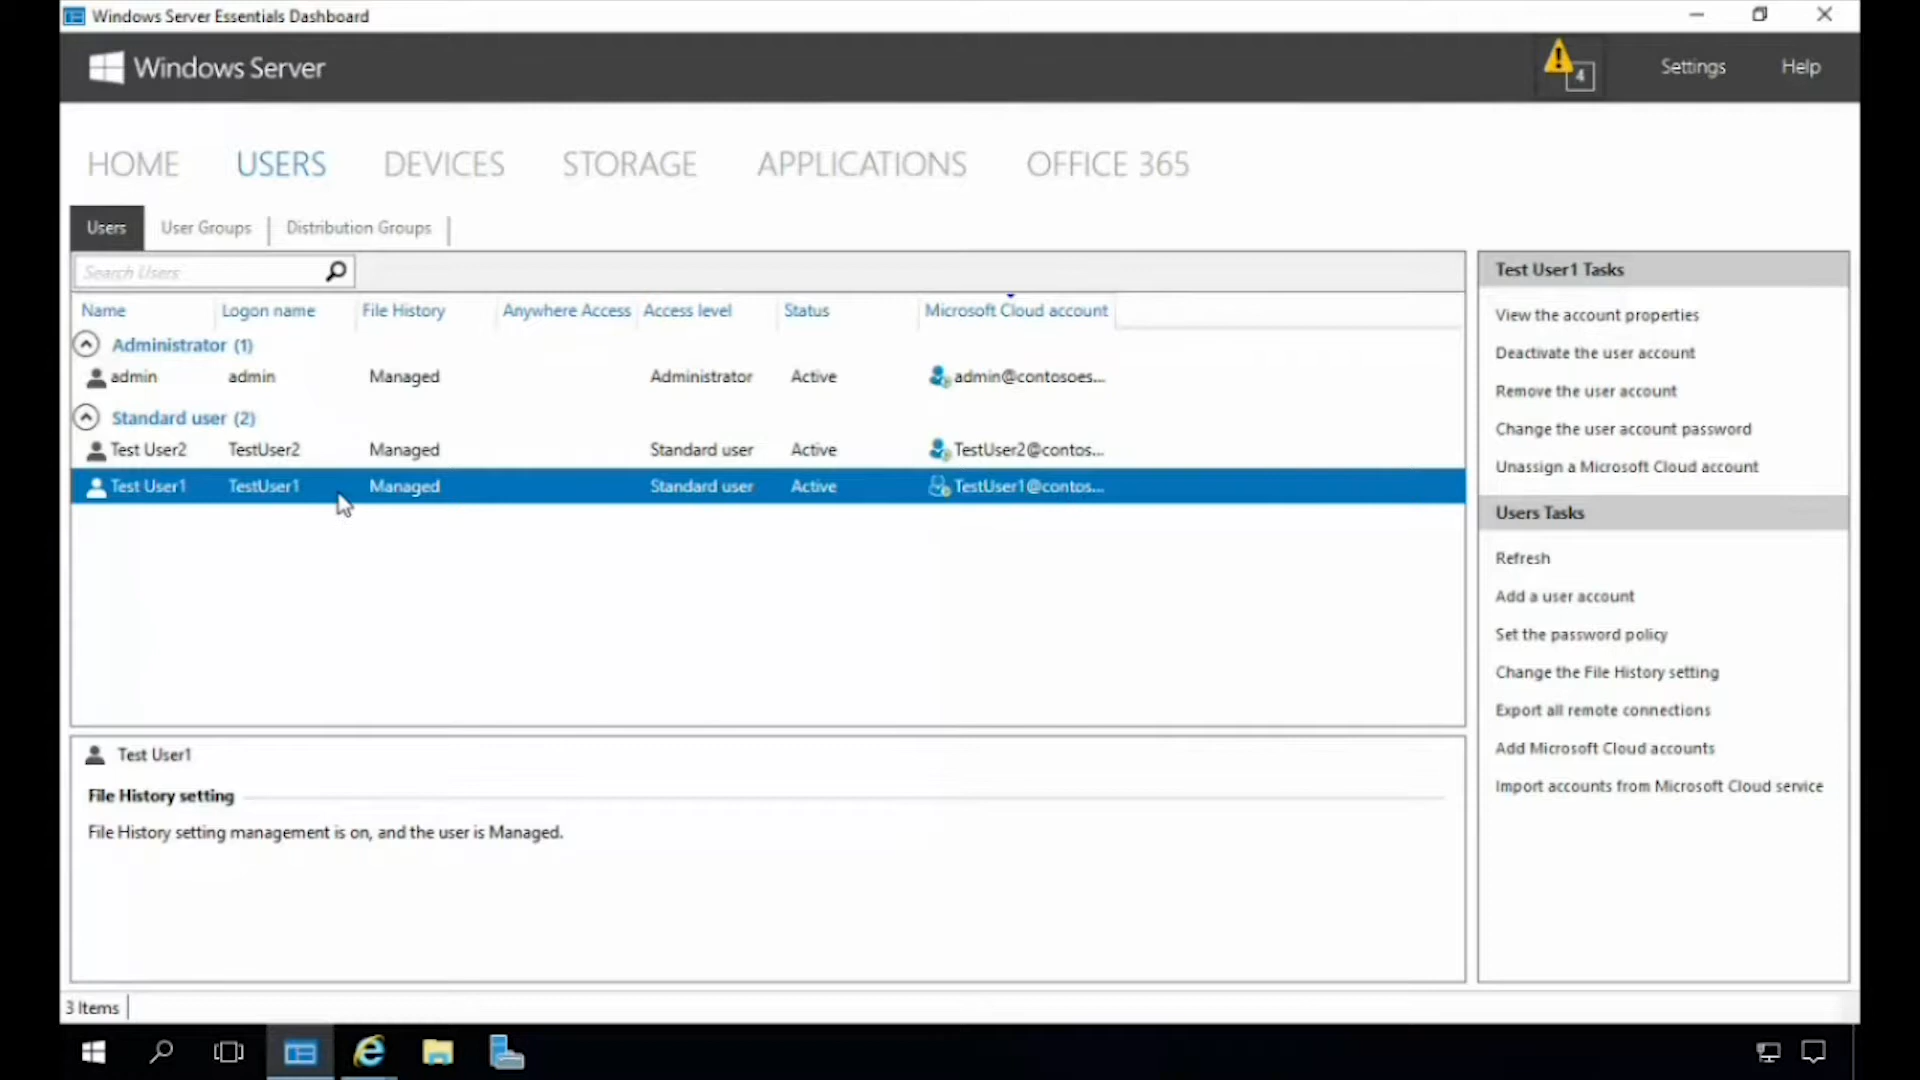 Windows Server Essentials Dashboard
Windows Server
4
Settings
Help
HOME USERS DEVICES STORAGE APPLICATIONS OFFICE 365
Users User Groups Distribution Groups
Search Users
Name Logon name File History Anywhere Access Access level Status Microsoft Cloud account
Administrator (1)
admin admin Managed Administrator Active admin@contosoes...
Standard user (2)
Test User2 TestUser2 Managed Standard user Active TestUser2@contos...
Test User1 TestUser1 Managed Standard user Active TestUser1@contos...
Test User1
File History setting
File History setting management is on, and the user is Managed.
Test User1 Tasks
View the account properties
Deactivate the user account
Remove the user account
Change the user account password
Unassign a Microsoft Cloud account
Users Tasks
Refresh
Add a user account
Set the password policy
Change the File History setting
Export all remote connections
Add Microsoft Cloud accounts
Import accounts from Microsoft Cloud service
3 Items